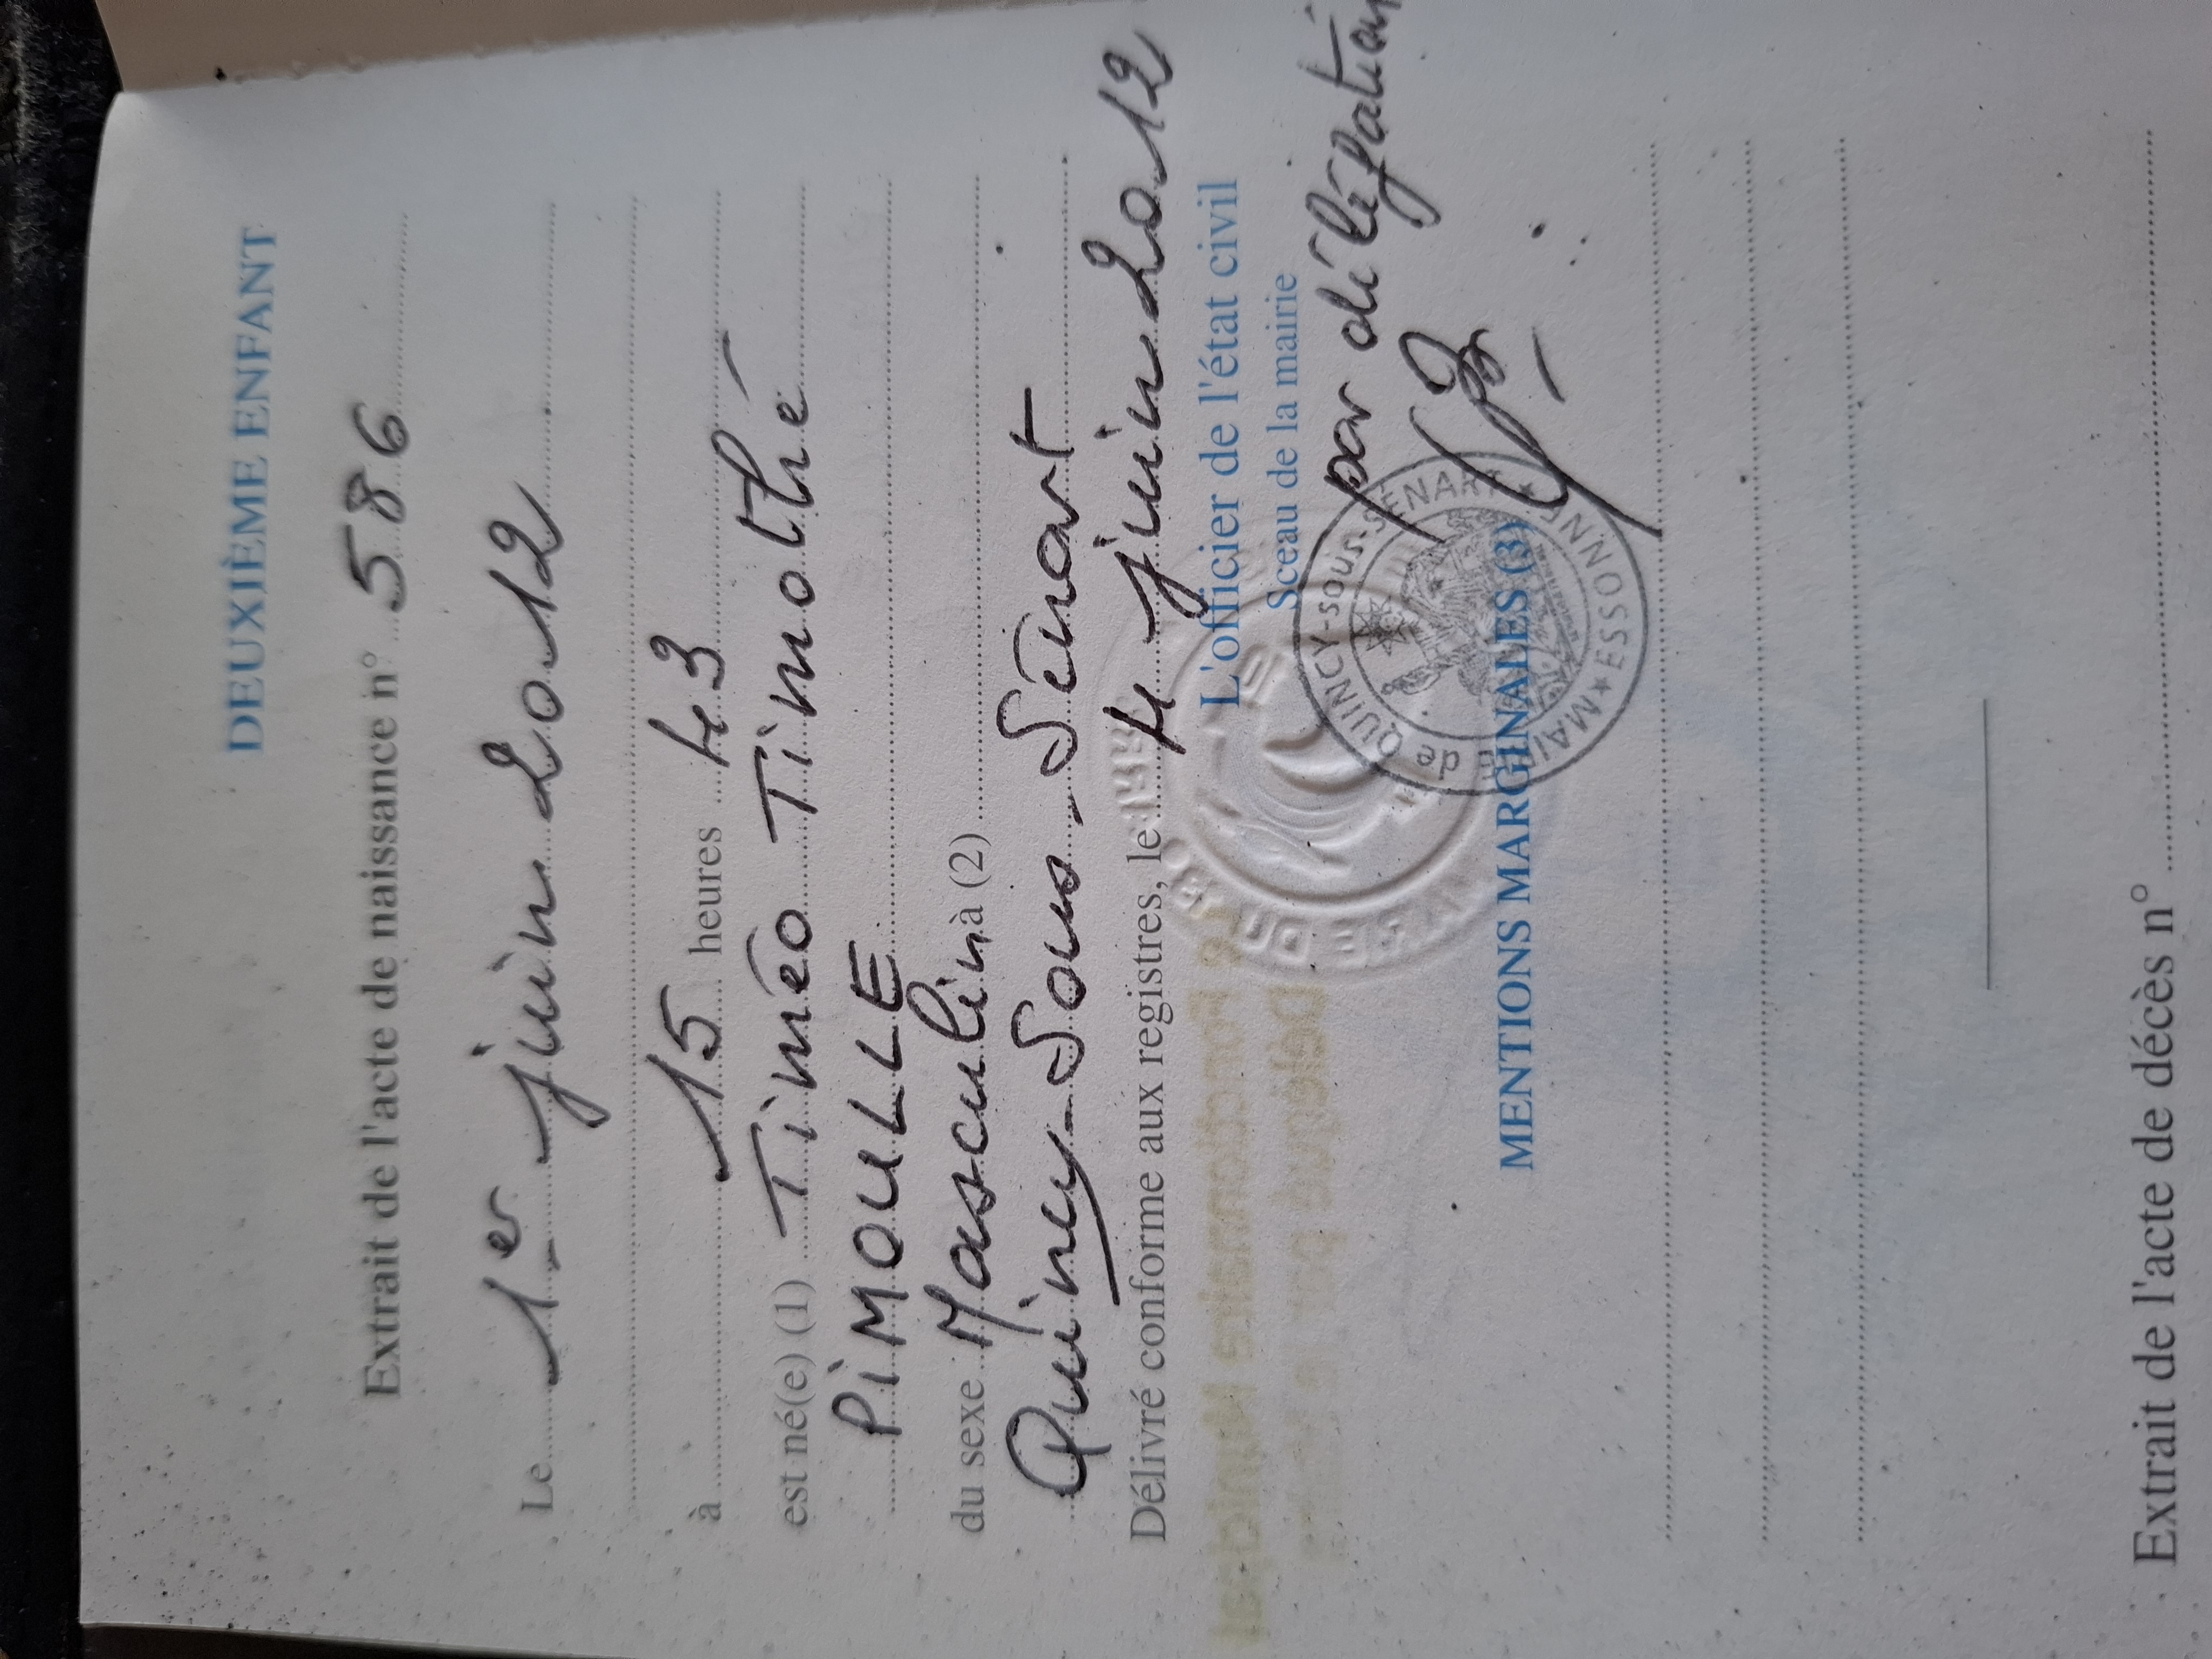 DEUXIÈME ENFANT
Extrait de l'acte de naissance n° 586
Le 1er juin 2012
à 15 heures 43
est né(e) (1) Timéo Timothé
PIMOULLE
du sexe Masculin à (2)
Quincy-Sous-Sénart
Délivré conforme aux registres, le 4 juin 2012
L'officier de l'état civil
Sceau de la mairie
par délégation
MAIRIE de QUINCY-sous-SÉNART ★ ESSONNE ★
MENTIONS MARGINALES (3)
Extrait de l'acte de décès n°